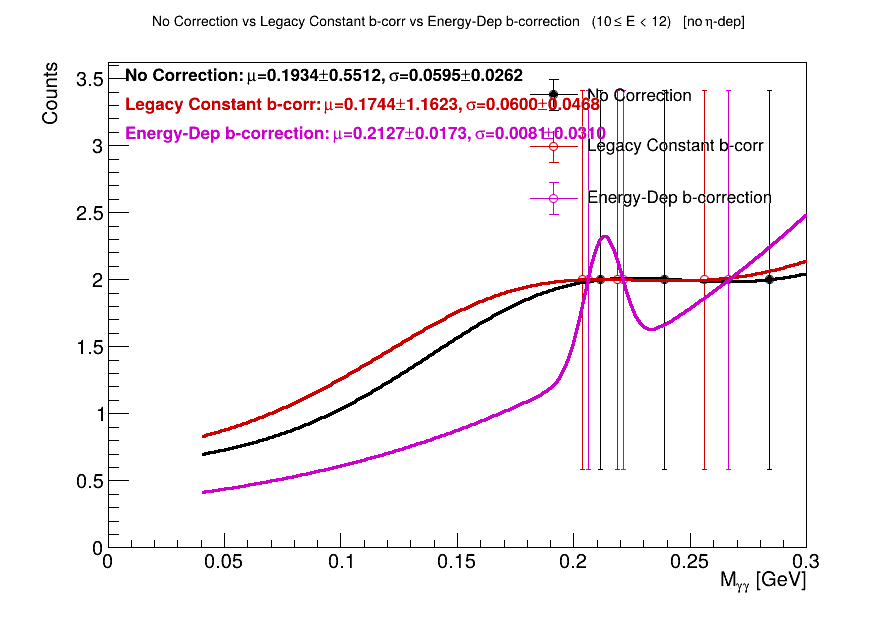 No Correction vs Legacy Constant b-corr vs Energy-Dep b-correction (10 ≤ E < 12) [no η-dep]
Counts
No Correction: μ=0.1934±0.5512, σ=0.0595±0.0262
Legacy Constant b-corr: μ=0.1744±1.1623, σ=0.0600±0.0468
Energy-Dep b-correction: μ=0.2127±0.0173, σ=0.0081±0.0310
No Correction
Legacy Constant b-corr
Energy-Dep b-correction
3.5
3
2.5
2
1.5
1
0.5
0
0 0.05 0.1 0.15 0.2 0.25 0.3
Mγγ [GeV]